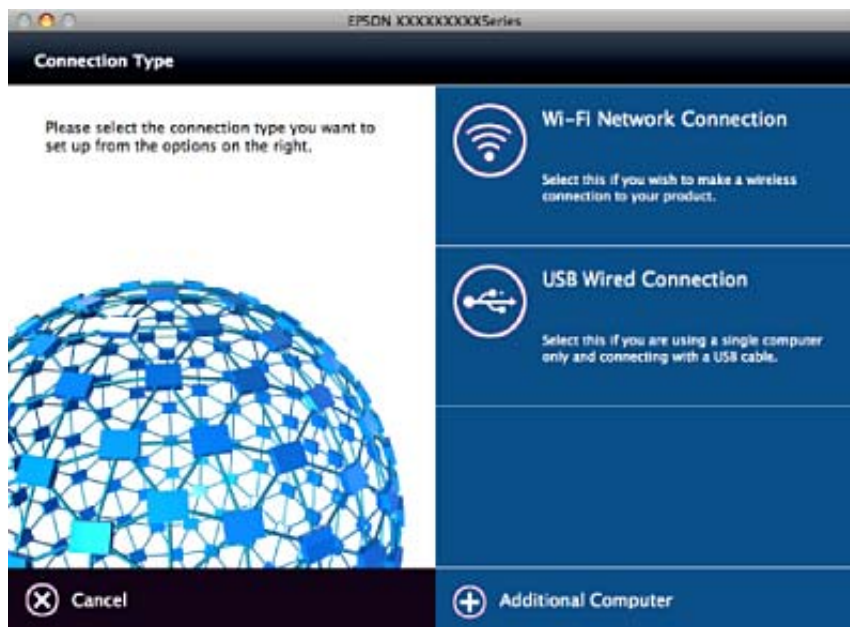 EPSON XXXXXXXXXSeries
Connection Type
Please select the connection type you want to
set up from the options on the right.
Wi-Fi Network Connection
Select this if you wish to make a wireless
connection to your product.
USB Wired Connection
Select this if you are using a single computer
only and connecting with a USB cable.
Cancel
Additional Computer